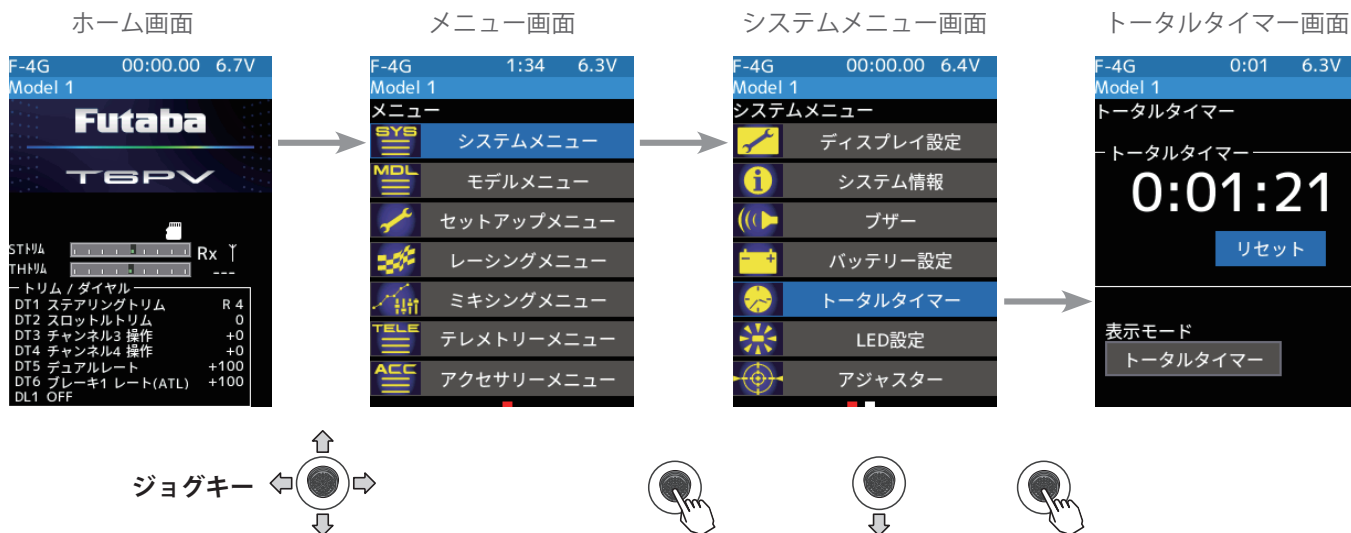 ホーム画面
F-4G 00:00.00 6.7V
Model 1
Futaba
T6PV
STトリム
Rx
THトリム
---
トリム / ダイヤル
DT1 ステアリングトリム R 4
DT2 スロットルトリム 0
DT3 チャンネル3 操作 +0
DT4 チャンネル4 操作 +0
DT5 デュアルレート +100
DT6 ブレーキ1 レート(ATL) +100
DL1 OFF
メニュー画面
F-4G 1:34 6.3V
Model 1
メニュー
SYS システムメニュー
MDL モデルメニュー
セットアップメニュー
レーシングメニュー
ミキシングメニュー
TELE テレメトリーメニュー
ACC アクセサリーメニュー
システムメニュー画面
F-4G 00:00.00 6.4V
Model 1
システムメニュー
ディスプレイ設定
システム情報
ブザー
バッテリー設定
トータルタイマー
LED設定
アジャスター
トータルタイマー画面
F-4G 0:01 6.3V
Model 1
トータルタイマー
トータルタイマー
0:01:21
リセット
表示モード
トータルタイマー
ジョグキー